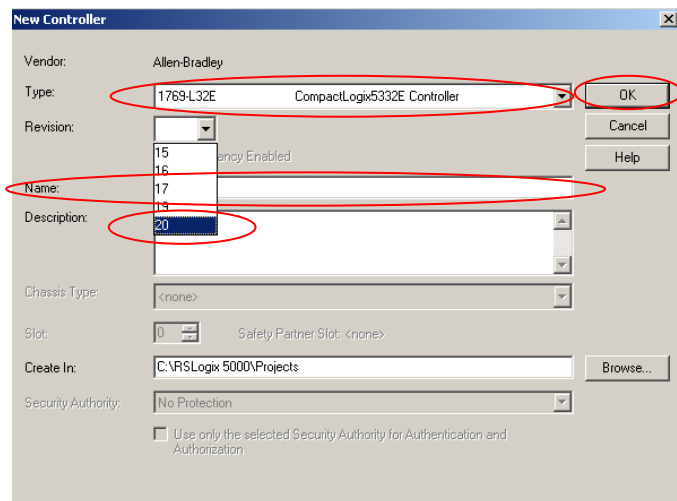 New Controller
Vendor: Allen-Bradley
Type: 1769-L32E CompactLogix5332E Controller OK
Revision: Cancel
15 ancy Enabled Help
16
Name: 17
19
Description: 20
Chassis Type: <none>
Slot: 0 Safety Partner Slot: <none>
Create In: C:\RSLogix 5000\Projects Browse...
Security Authority: No Protection
Use only the selected Security Authority for Authentication and
Authorization